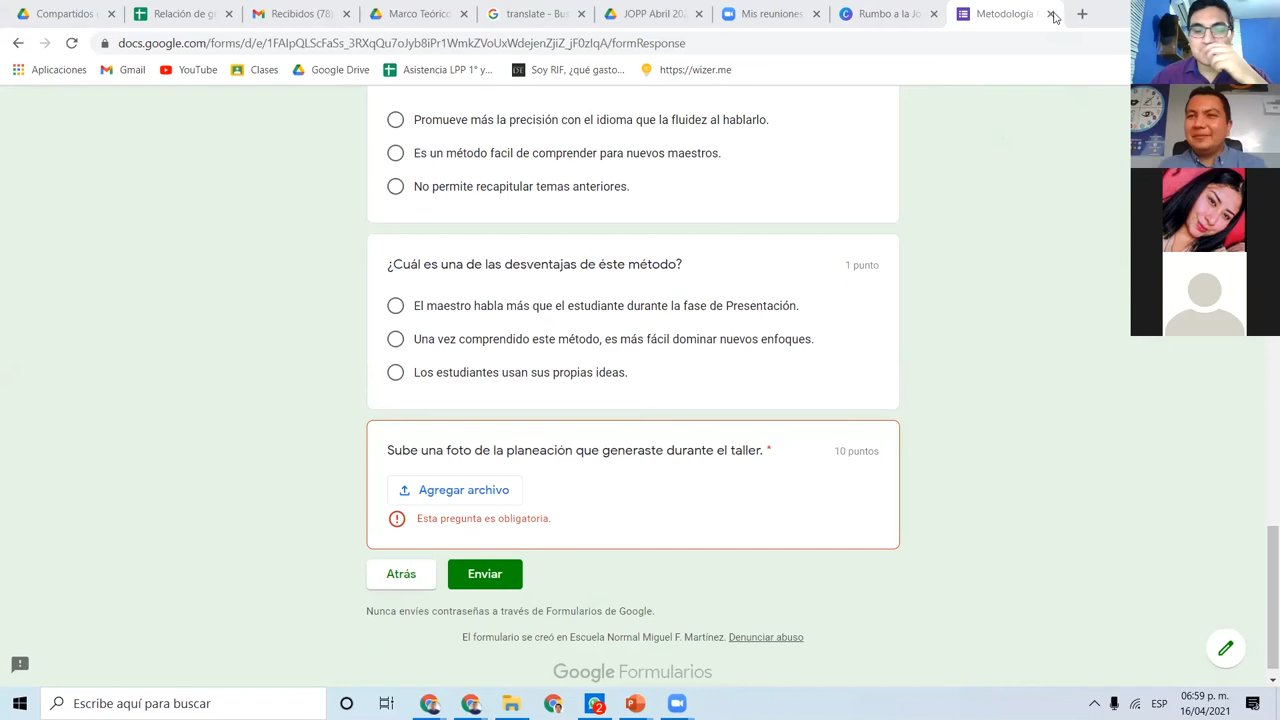 Compartidos
Relación de g
Recibidos (78)
Marco Teórico
translate - Bus
JOPP Abril 20
Mis reuniones
Rumbo a la Jo
Metodología
docs.google.com/forms/d/e/
/formResponse
Aplicaciones
Gmail
YouTube
Clases
Google Drive
Asistencia LPP 1° y...
Soy RIF, ¿qué gasto...
https://wizer.me
Promueve más la precisión con el idioma que la fluidez al hablarlo.
Es un método facil de comprender para nuevos maestros.
No permite recapitular temas anteriores.
¿Cuál es una de las desventajas de éste método?
1 punto
El maestro habla más que el estudiante durante la fase de Presentación.
Una vez comprendido este método, es más fácil dominar nuevos enfoques.
Los estudiantes usan sus propias ideas.
Sube una foto de la planeación que generaste durante el taller. *
10 puntos
Agregar archivo
Esta pregunta es obligatoria.
Atrás
Enviar
Nunca envíes contraseñas a través de Formularios de Google.
El formulario se creó en Escuela Normal Miguel F. Martínez. Denunciar abuso
Google Formularios
Escribe aquí para buscar
2
ESP
06:59 p. m.
16/04/2021